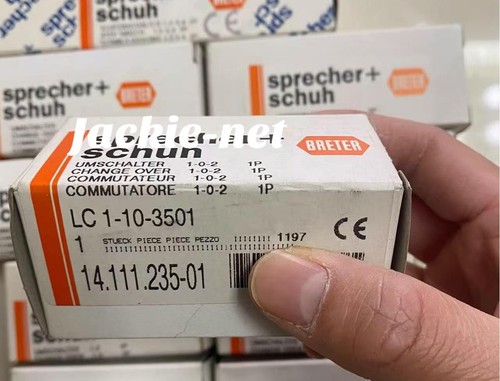 sprecher+
schuh
BRETER
sprecher+
schuh
BRETER
Jackie-net
sprecher+
schuh
BRETER
UMSCHALTER 1-0-2 1P
CHANGE OVER 1-0-2 1P
COMMUTATEUR 1-0-2 1P
COMMUTATORE 1-0-2 1P
LC 1-10-3501
1 STUECK PIECE PIECE PEZZO 1197
CE
14.111.235-01